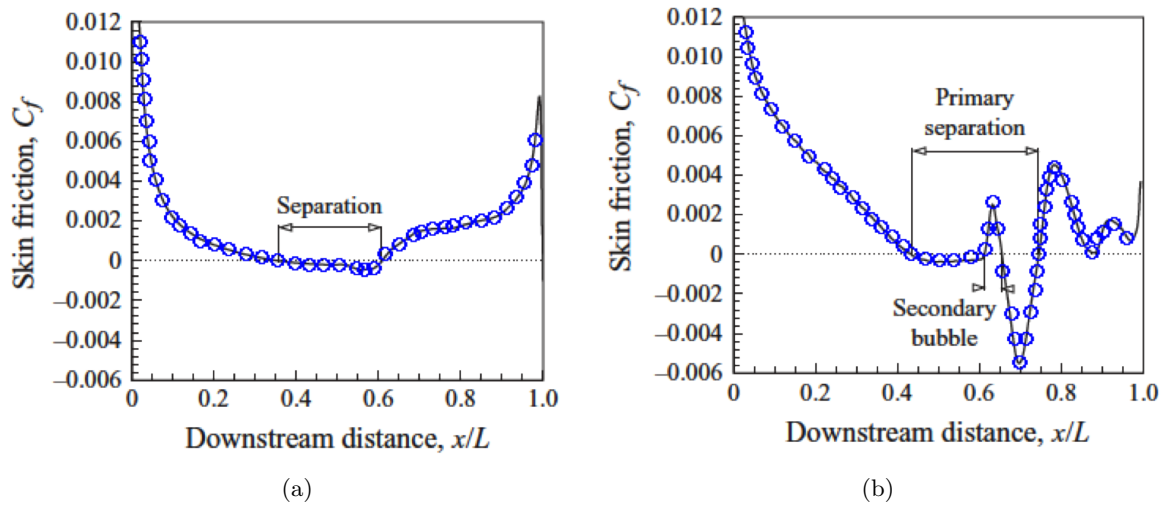 0.012
0.010
0.008
0.006
0.004
0.002
0
–0.002
–0.004
–0.006
Skin friction, Cf
Separation
0 0.2 0.4 0.6 0.8 1.0
Downstream distance, x/L
(a)
0.012
0.010
0.008
0.006
0.004
0.002
0
–0.002
–0.004
–0.006
Skin friction, Cf
Primary
separation
Secondary
bubble
0 0.2 0.4 0.6 0.8 1.0
Downstream distance, x/L
(b)